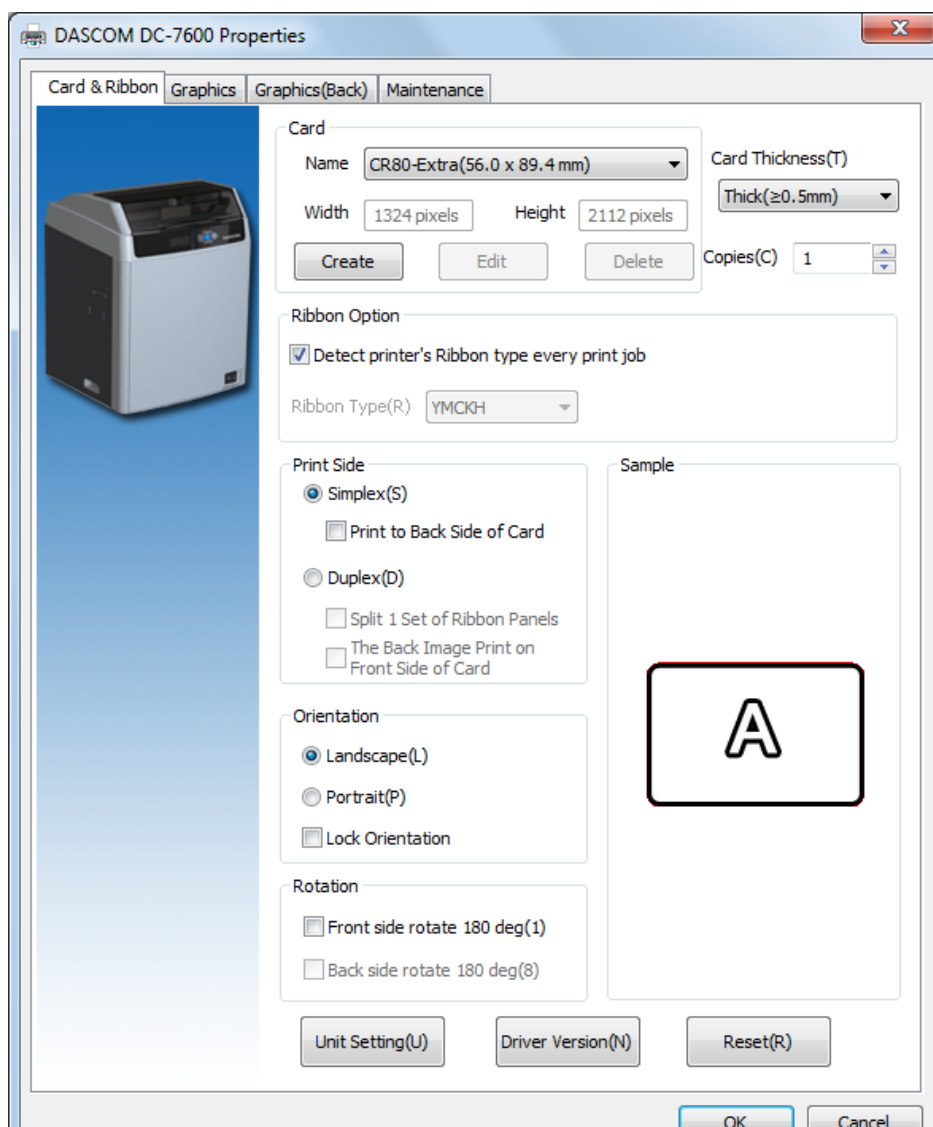 DASCOM DC-7600 Properties
Card & Ribbon Graphics Graphics(Back) Maintenance
Card
Name CR80-Extra(56.0 x 89.4 mm)
Card Thickness(T)
Thick(≥0.5mm)
Width 1324 pixels Height 2112 pixels
Create Edit Delete
Copies(C) 1
Ribbon Option
Detect printer's Ribbon type every print job
Ribbon Type(R) YMCKH
Print Side
Simplex(S)
Print to Back Side of Card
Duplex(D)
Split 1 Set of Ribbon Panels
The Back Image Print on
Front Side of Card
Sample
A
Orientation
Landscape(L)
Portrait(P)
Lock Orientation
Rotation
Front side rotate 180 deg(1)
Back side rotate 180 deg(8)
Unit Setting(U) Driver Version(N) Reset(R)
OK Cancel